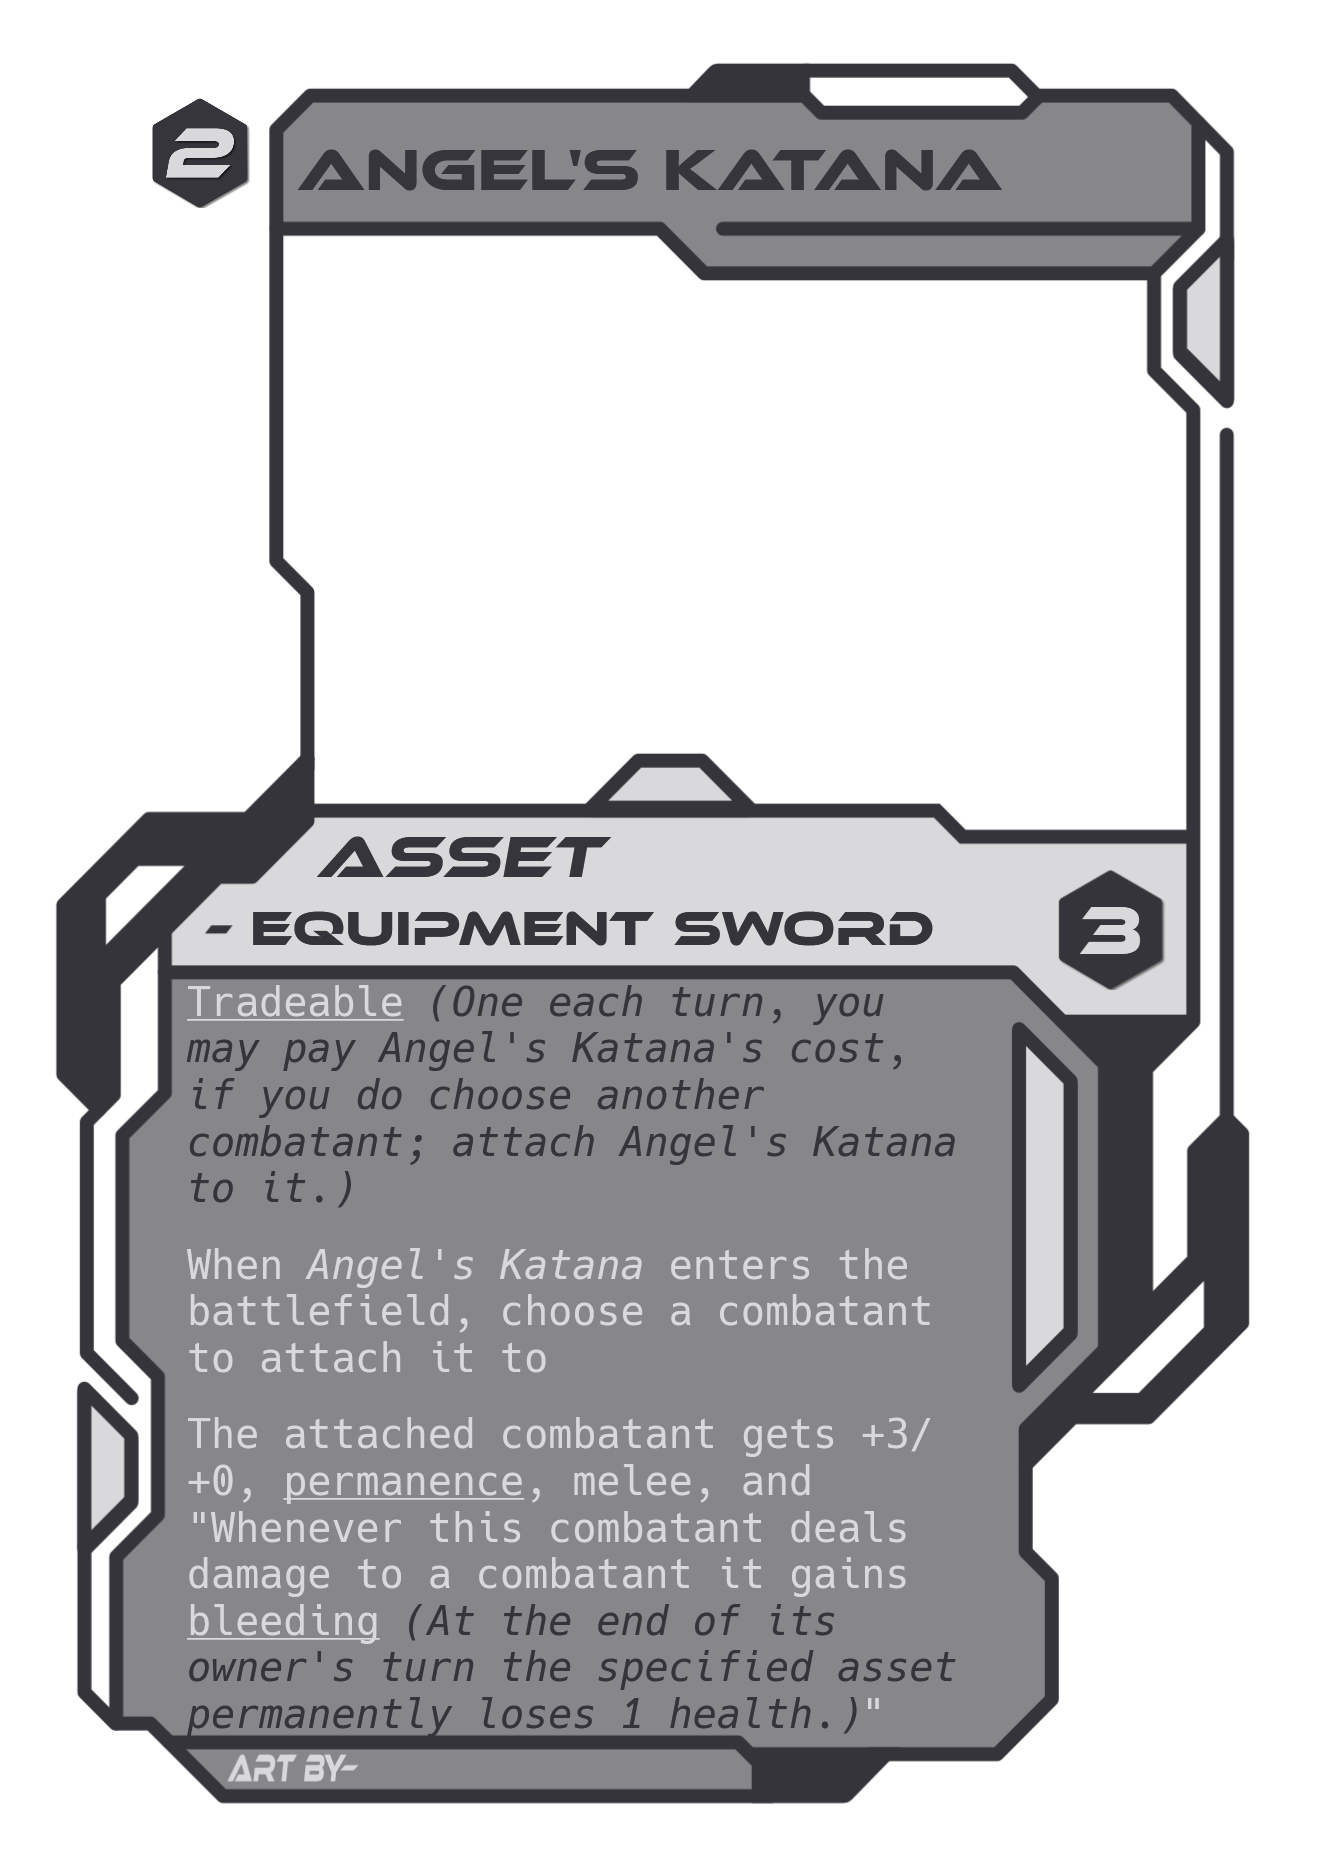 2
ANGEL'S KATANA
ASSET
- EQUIPMENT SWORD
3
Tradeable (One each turn, you
may pay Angel's Katana's cost,
if you do choose another
combatant; attach Angel's Katana
to it.)
When Angel's Katana enters the
battlefield, choose a combatant
to attach it to
The attached combatant gets +3/
+0, permanence, melee, and
"Whenever this combatant deals
damage to a combatant it gains
bleeding (At the end of its
owner's turn the specified asset
permanently loses 1 health.)"
ART BY-